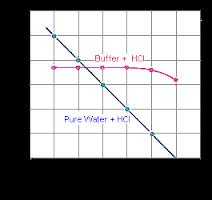 Buffer + HCl
Pure Water + HCl